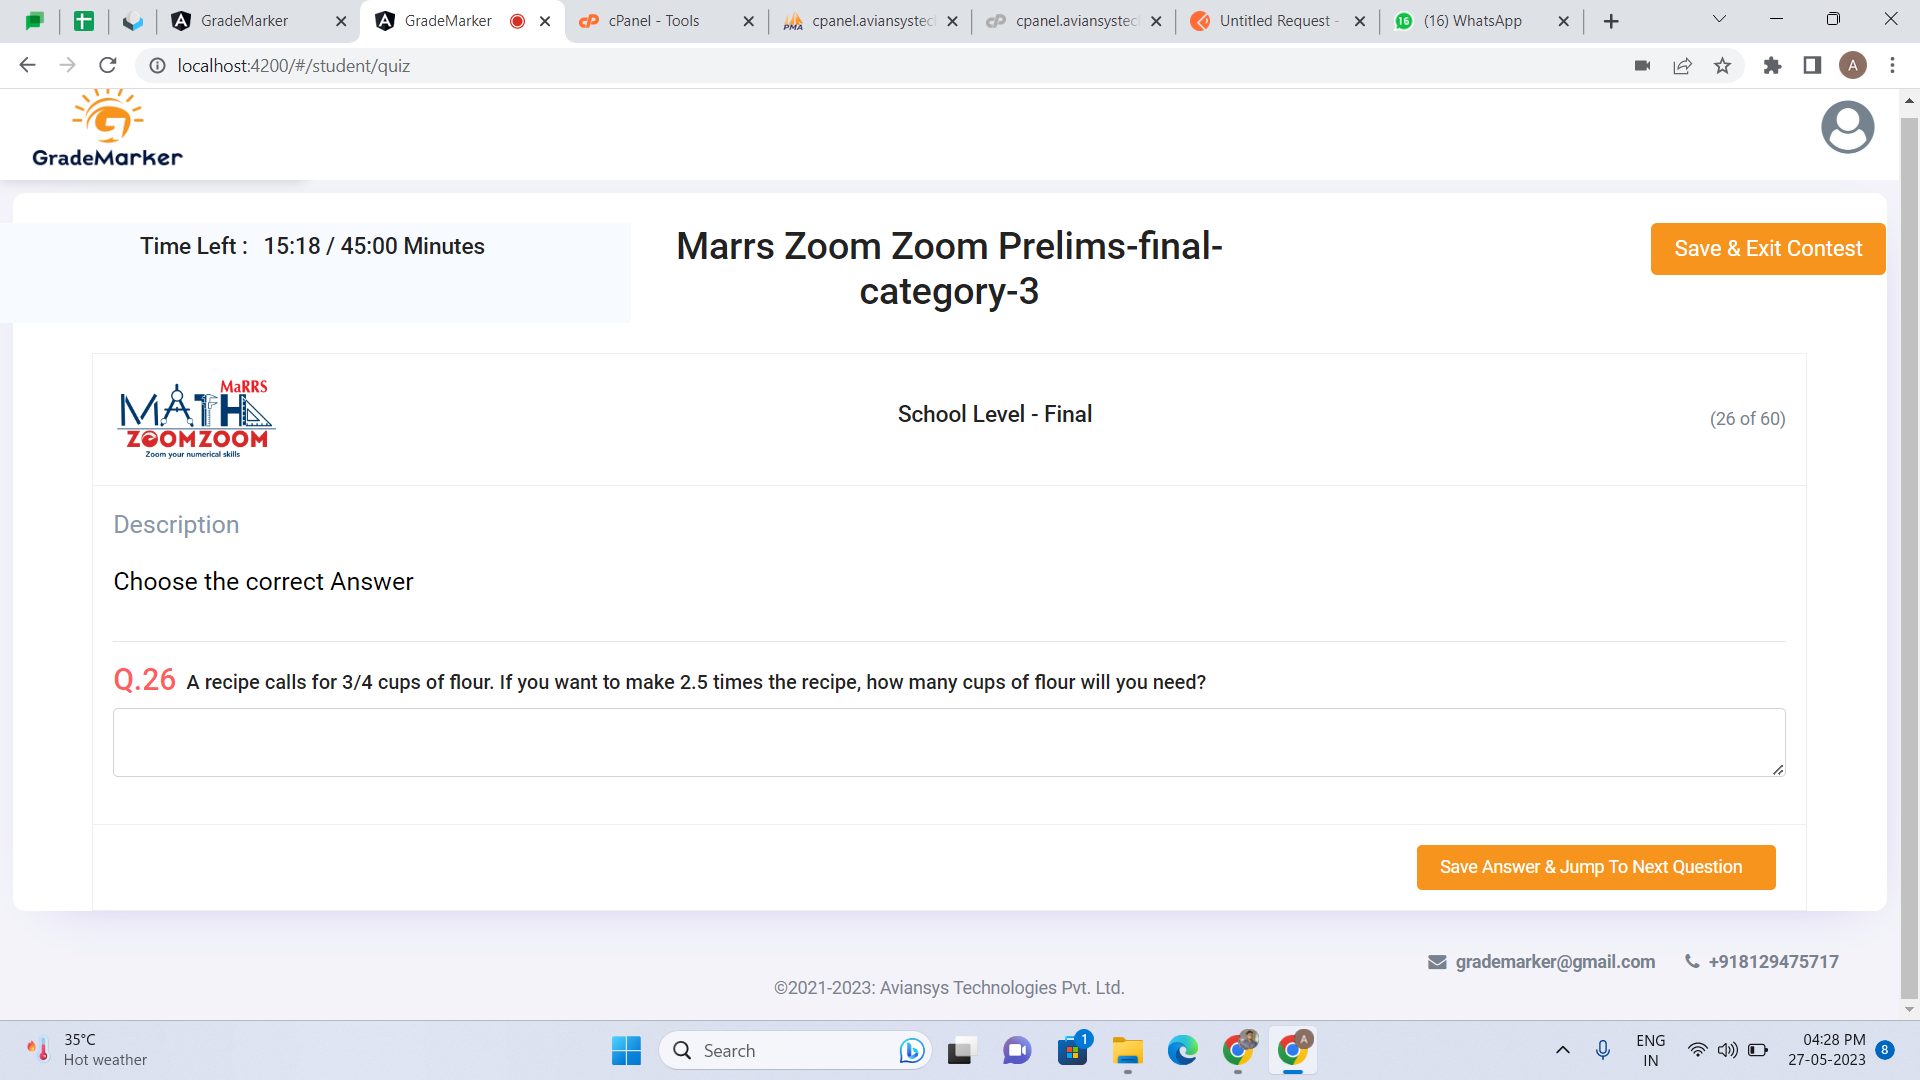 GradeMarker
GradeMarker
cPanel - Tools
cpanel.aviansystec
cpanel.aviansystec
Untitled Request -
(16) WhatsApp
localhost:4200/#/student/quiz
A
GradeMarker
Time Left : 15:18 / 45:00 Minutes
Marrs Zoom Zoom Prelims-final-
category-3
Save & Exit Contest
MaRRS
MATH
ZOOMZOOM
Zoom your numerical skills
School Level - Final
(26 of 60)
Description
Choose the correct Answer
Q.26 A recipe calls for 3/4 cups of flour. If you want to make 2.5 times the recipe, how many cups of flour will you need?
Save Answer & Jump To Next Question
grademarker@gmail.com +918129475717
©2021-2023: Aviansys Technologies Pvt. Ltd.
35°C
Hot weather
Search
1
A
ENG
IN
04:28 PM
27-05-2023
8